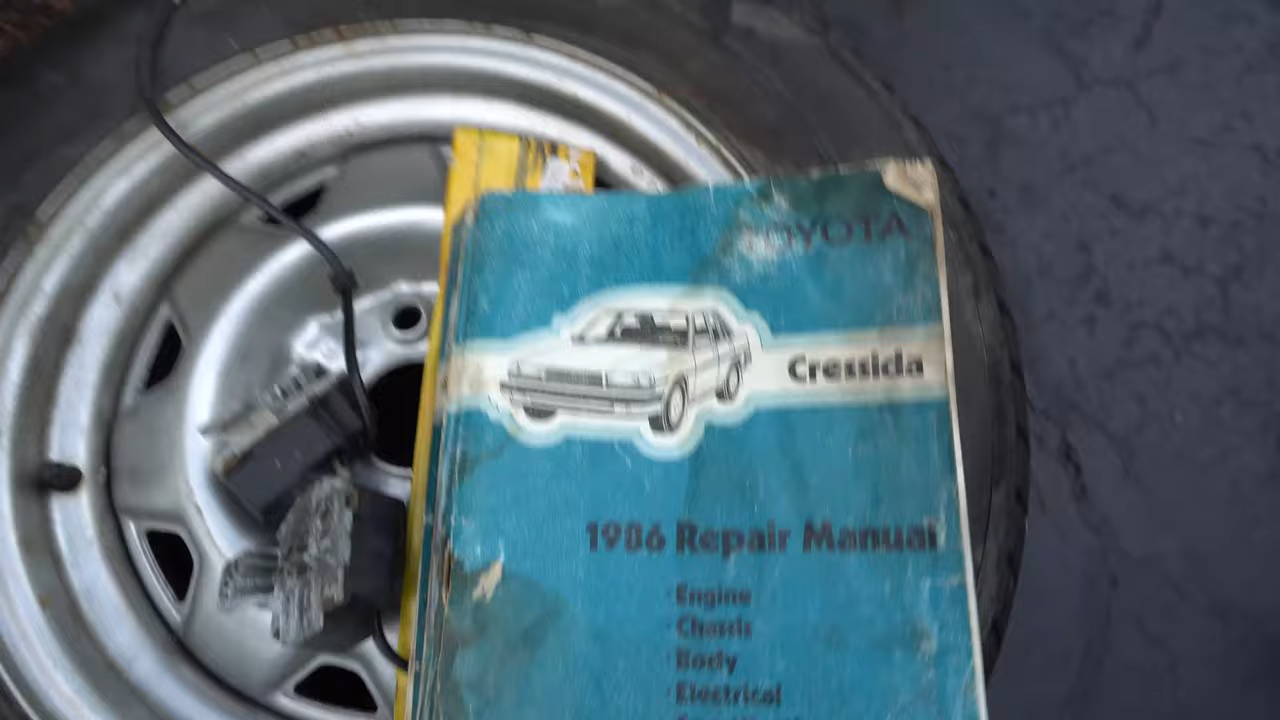 TOYOTA
Cressida
1986 Repair Manual
· Engine
· Chassis
· Body
· Electrical